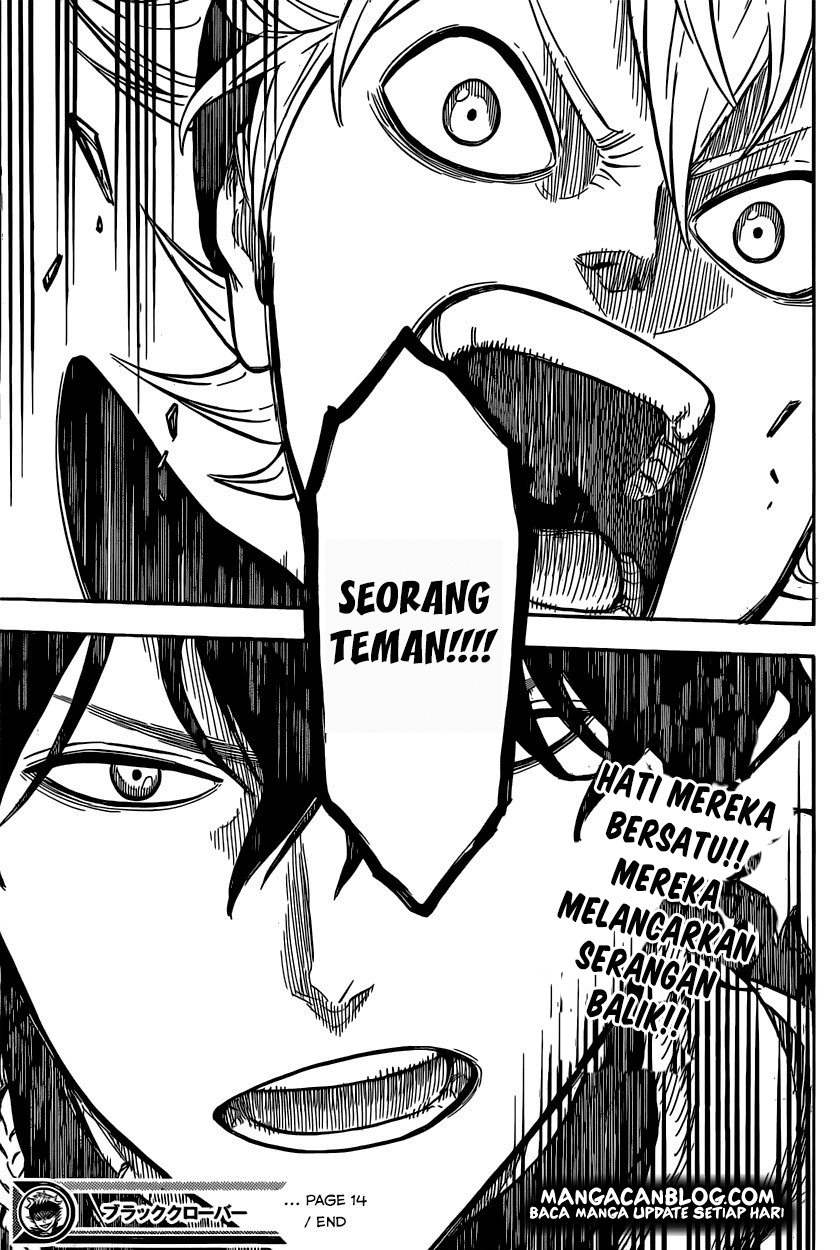 SEORANG
TEMAN!!!!
HATI MEREKA
BERSATU!!
MEREKA
MELANCARKAN
SERANGAN
BALIK!!
ブラッククローバー
... PAGE 14
/ END
MANGACANBLOG.COM
BACA MANGA UPDATE SETIAP HARI